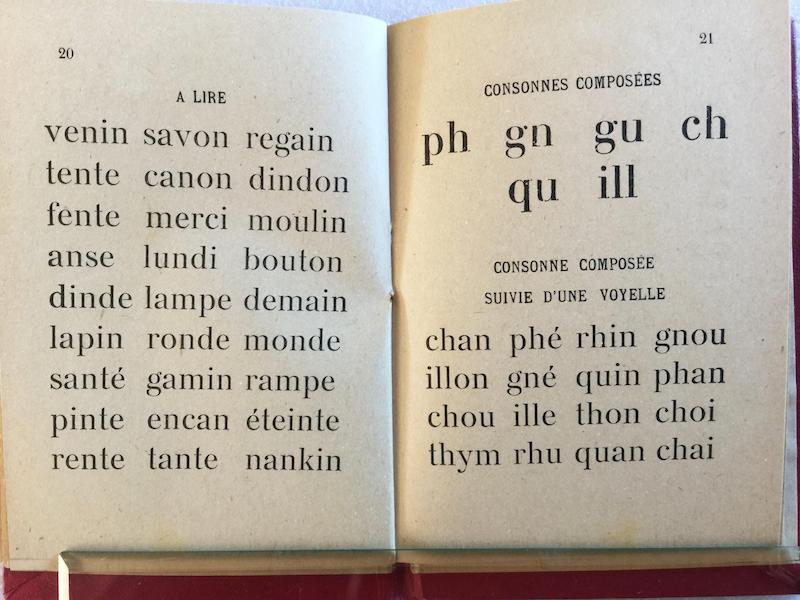 20
A LIRE
venin savon regain
tente canon dindon
fente merci moulin
anse lundi bouton
dinde lampe demain
lapin ronde monde
santé gamin rampe
pinte encan éteinte
rente tante nankin
21
CONSONNES COMPOSÉES
ph gn gu ch
qu ill
CONSONNE COMPOSÉE
SUIVIE D'UNE VOYELLE
chan phé rhin gnou
illon gné quin phan
chou ille thon choi
thym rhu quan chai